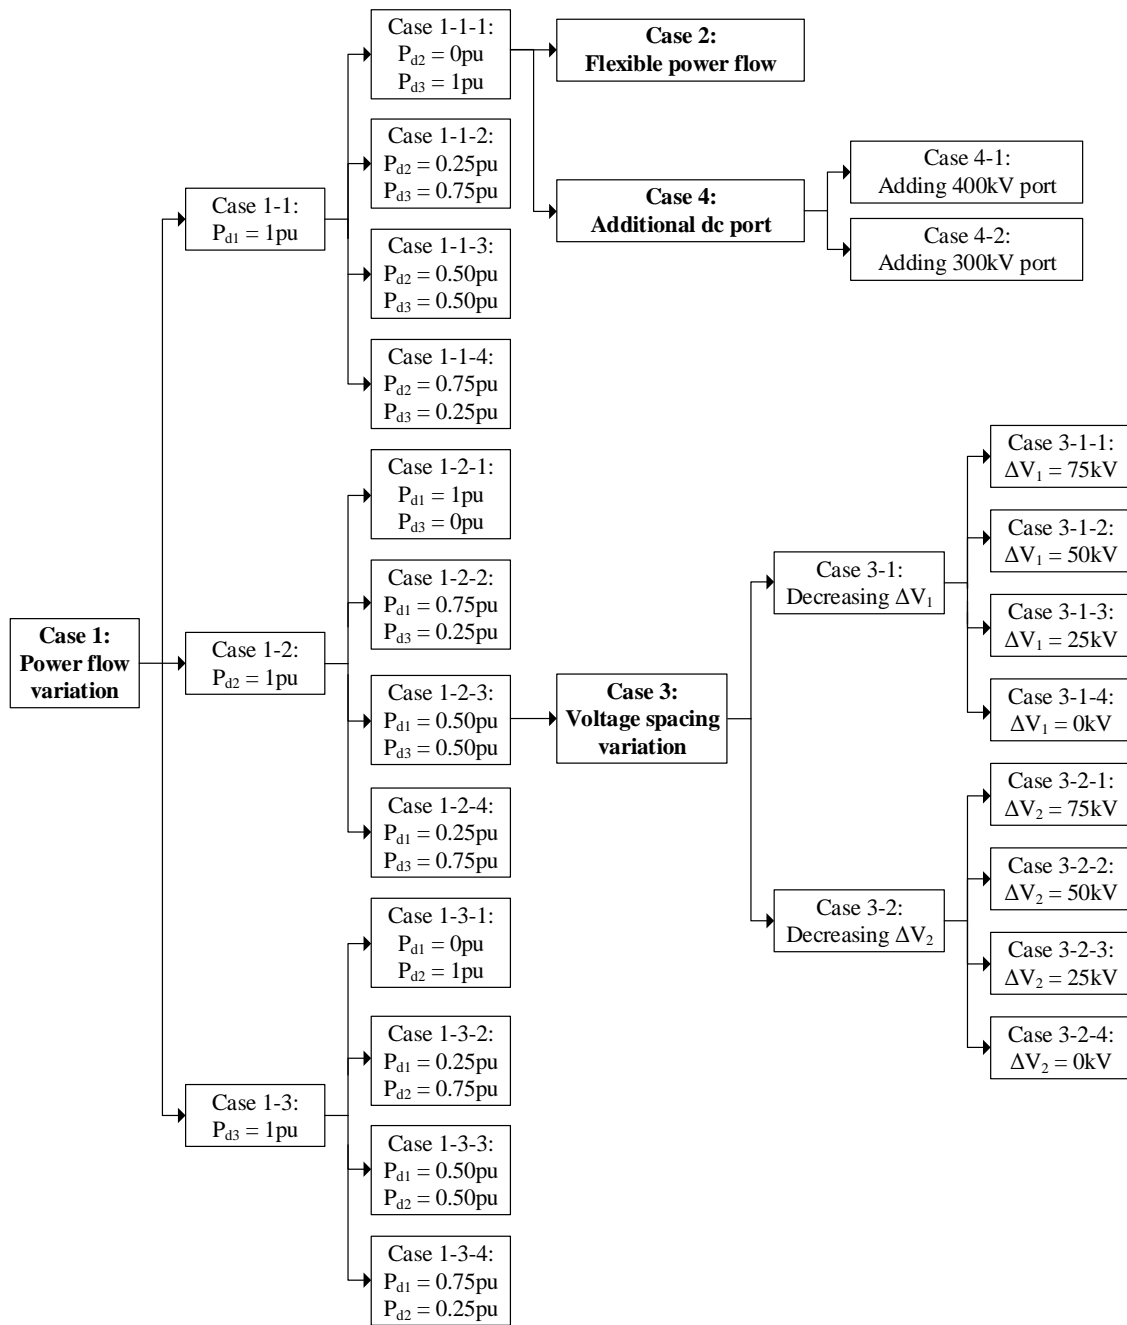 Case 1:
Power flow
variation
Case 1-1:
P_d1 = 1pu
Case 1-2:
P_d2 = 1pu
Case 1-3:
P_d3 = 1pu
Case 1-1-1:
P_d2 = 0pu
P_d3 = 1pu
Case 1-1-2:
P_d2 = 0.25pu
P_d3 = 0.75pu
Case 1-1-3:
P_d2 = 0.50pu
P_d3 = 0.50pu
Case 1-1-4:
P_d2 = 0.75pu
P_d3 = 0.25pu
Case 1-2-1:
P_d1 = 1pu
P_d3 = 0pu
Case 1-2-2:
P_d1 = 0.75pu
P_d3 = 0.25pu
Case 1-2-3:
P_d1 = 0.50pu
P_d3 = 0.50pu
Case 1-2-4:
P_d1 = 0.25pu
P_d3 = 0.75pu
Case 1-3-1:
P_d1 = 0pu
P_d2 = 1pu
Case 1-3-2:
P_d1 = 0.25pu
P_d2 = 0.75pu
Case 1-3-3:
P_d1 = 0.50pu
P_d2 = 0.50pu
Case 1-3-4:
P_d1 = 0.75pu
P_d2 = 0.25pu
Case 2:
Flexible power flow
Case 4:
Additional dc port
Case 4-1:
Adding 400kV port
Case 4-2:
Adding 300kV port
Case 3:
Voltage spacing
variation
Case 3-1:
Decreasing ΔV_1
Case 3-2:
Decreasing ΔV_2
Case 3-1-1:
ΔV_1 = 75kV
Case 3-1-2:
ΔV_1 = 50kV
Case 3-1-3:
ΔV_1 = 25kV
Case 3-1-4:
ΔV_1 = 0kV
Case 3-2-1:
ΔV_2 = 75kV
Case 3-2-2:
ΔV_2 = 50kV
Case 3-2-3:
ΔV_2 = 25kV
Case 3-2-4:
ΔV_2 = 0kV